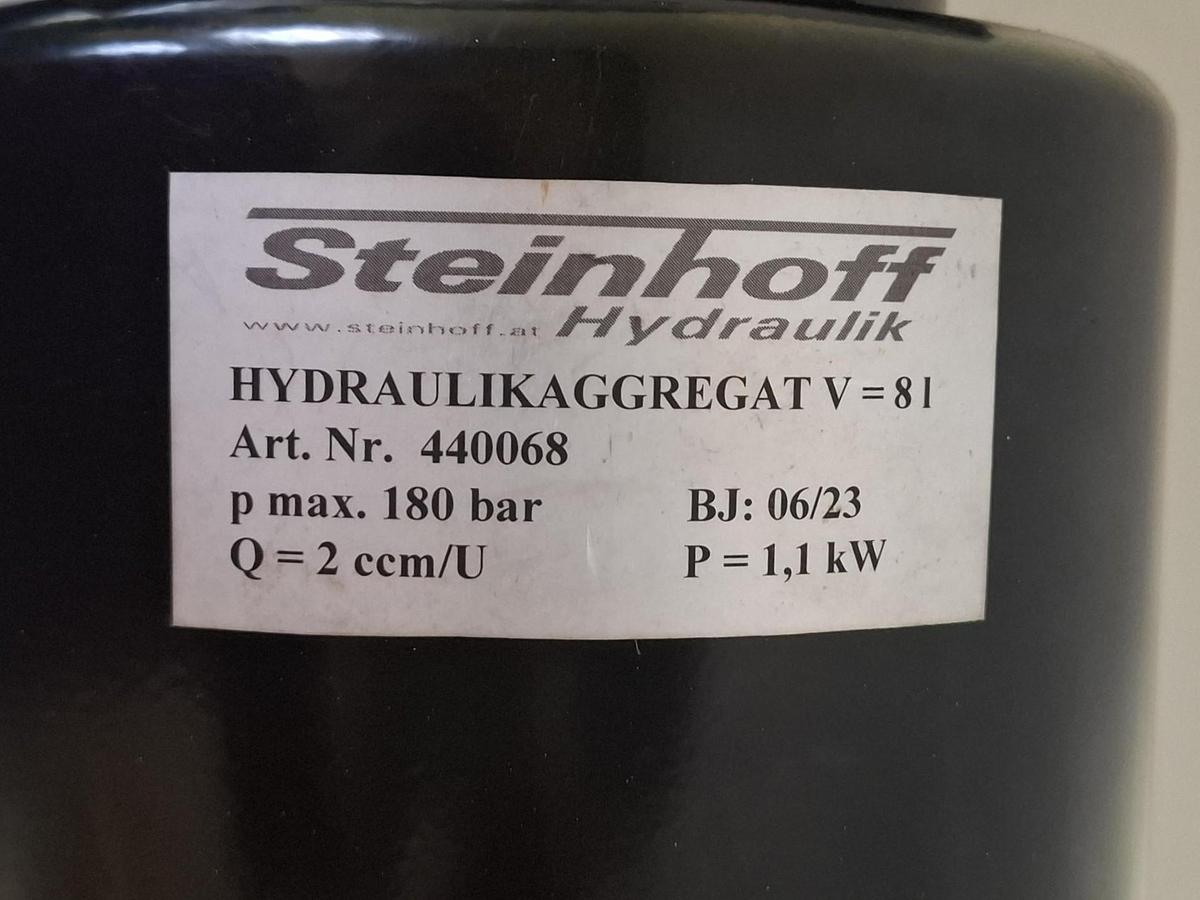 Steinhoff
www.steinhoff.at Hydraulik
HYDRAULIKAGGREGAT V = 8 l
Art. Nr. 440068
p max. 180 bar BJ: 06/23
Q = 2 ccm/U P = 1,1 kW